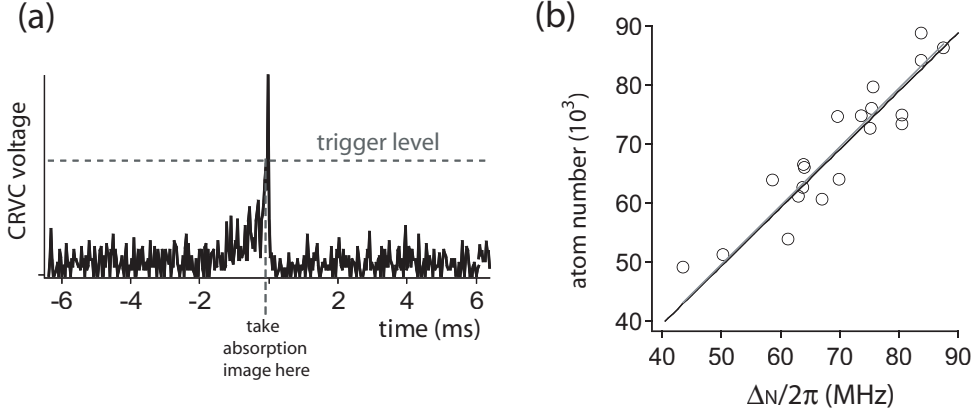 (a)
CRVC voltage
trigger level
-6 -4 -2 2 4 6
time (ms)
take
absorption
image here
(b)
atom number (10³)
90
80
70
60
50
40
40 50 60 70 80 90
ΔN/2π (MHz)